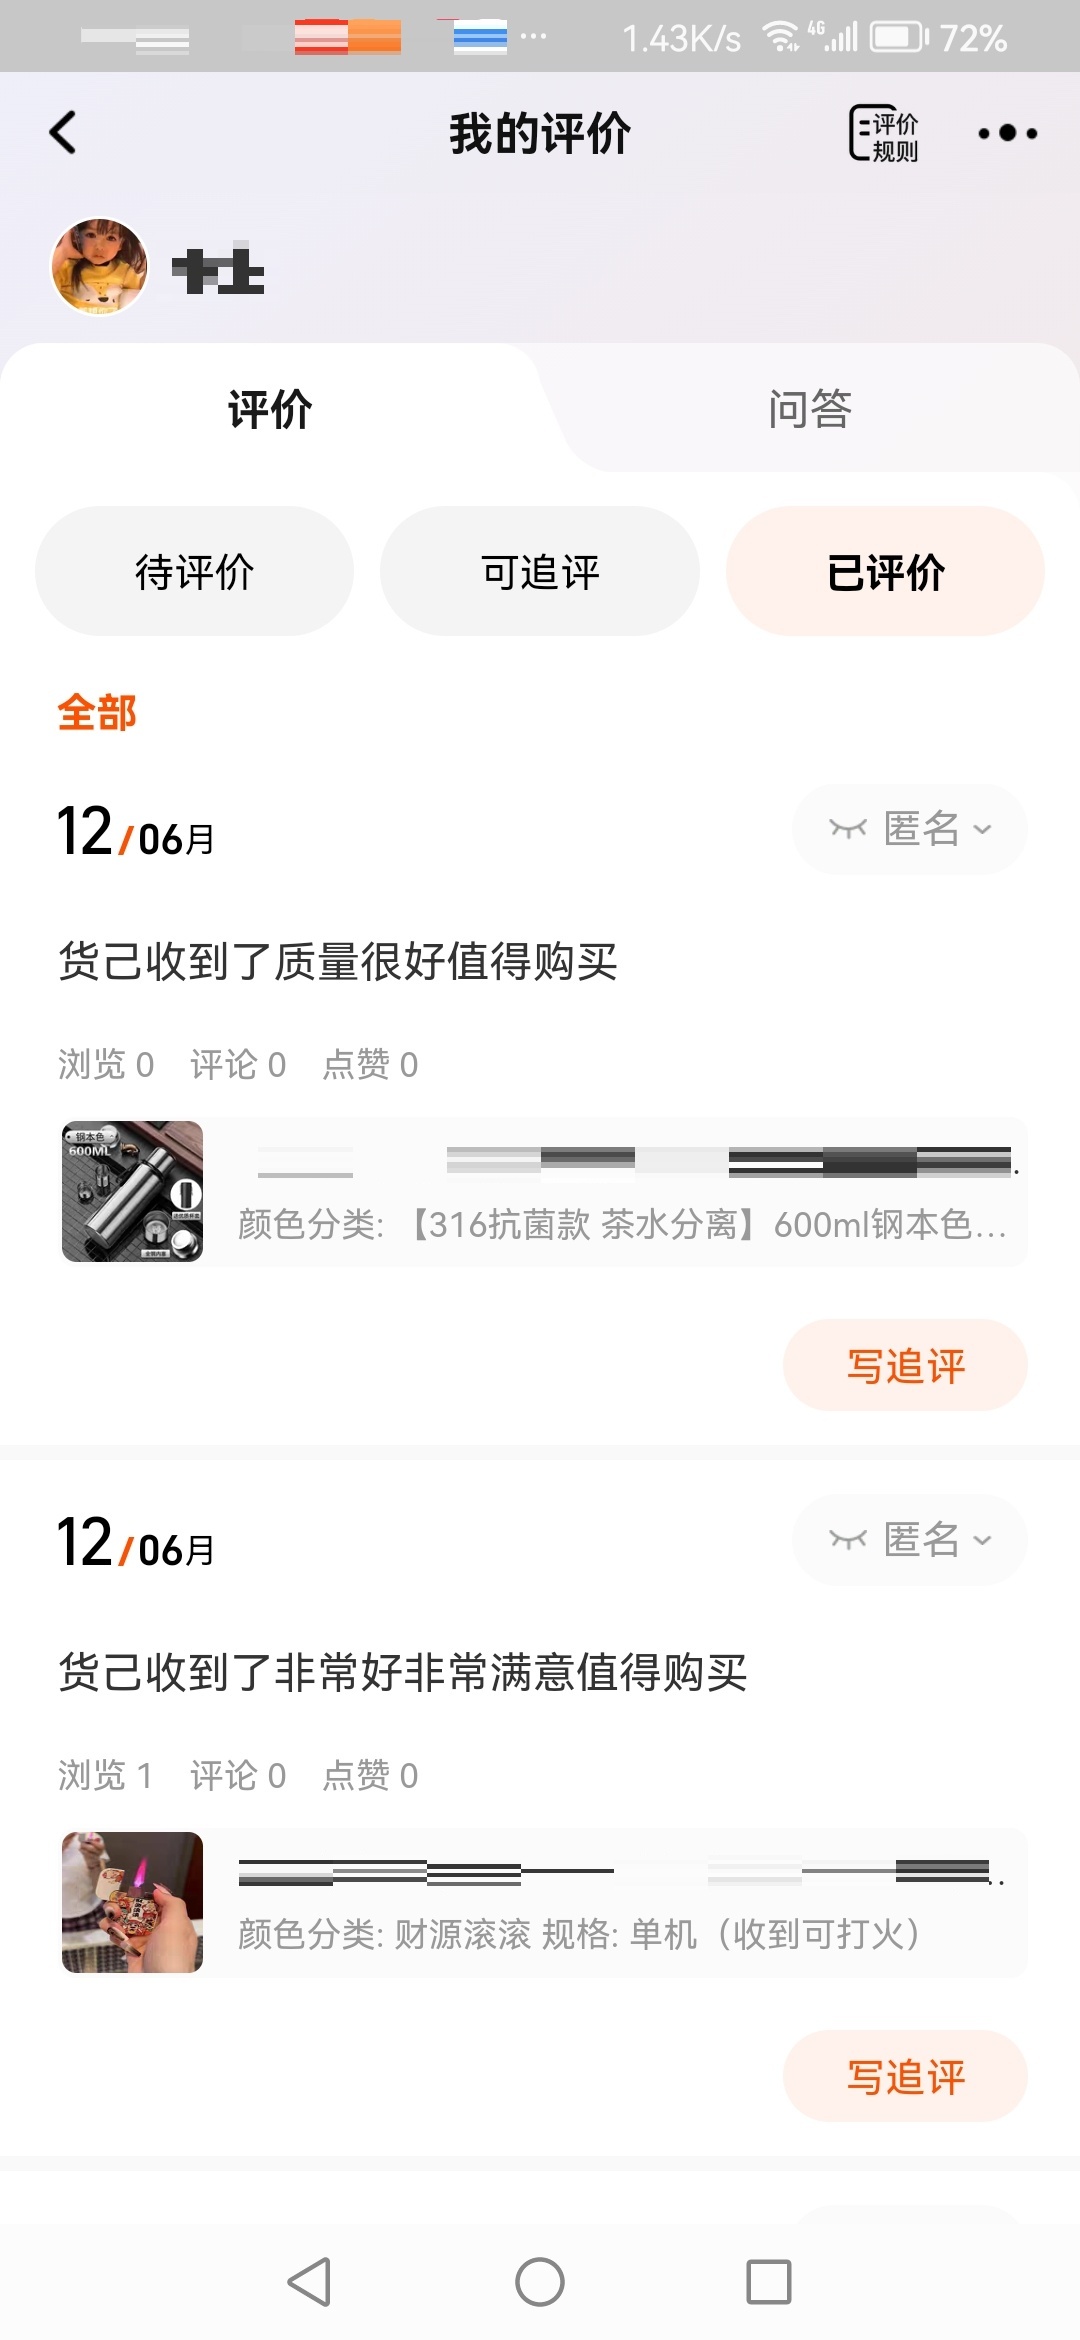 1.43K/s 4G 72%
我的评价
评价
规则
评价 问答
待评价 可追评 已评价
全部
12/06月 匿名
货己收到了质量很好值得购买
浏览 0 评论 0 点赞 0
钢本色
600ML
颜色分类: 【316抗菌款 茶水分离】600ml钢本色...
写追评
12/06月 匿名
货己收到了非常好非常满意值得购买
浏览 1 评论 0 点赞 0
颜色分类: 财源滚滚 规格: 单机（收到可打火）
写追评